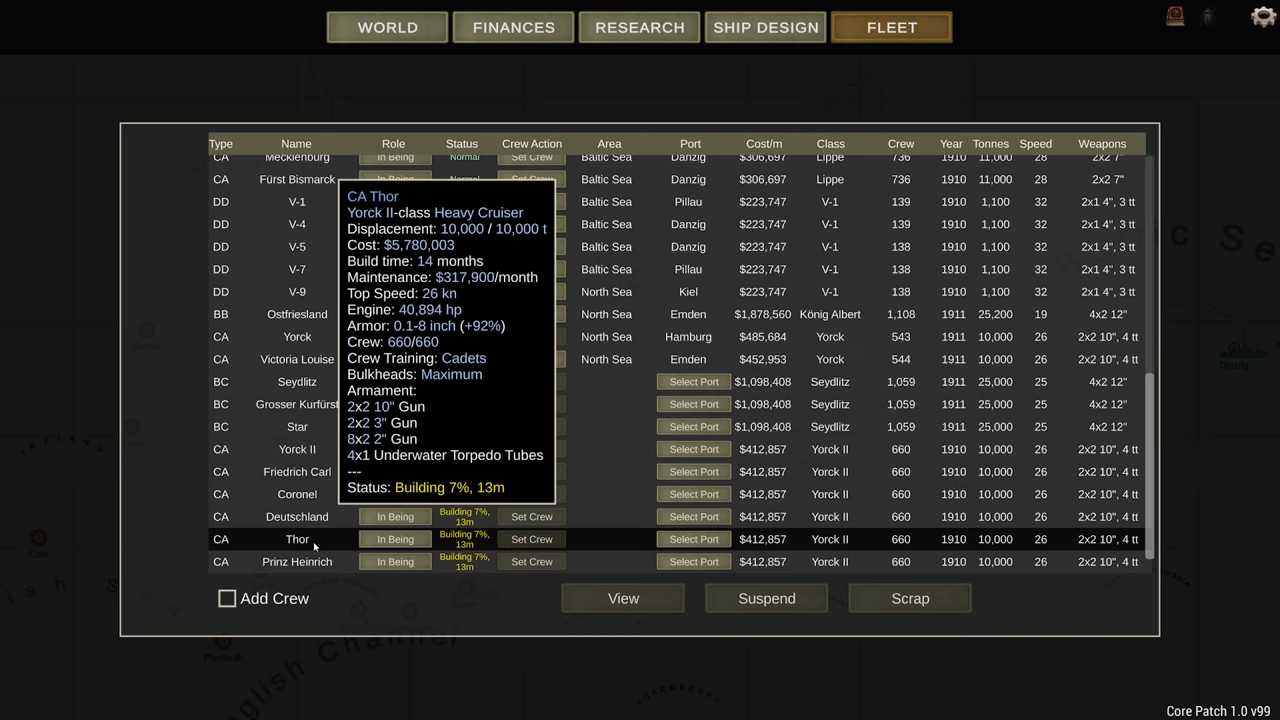 WORLD FINANCES RESEARCH SHIP DESIGN FLEET
Type Name Role Status Crew Action Area Port Cost/m Class Crew Year Tonnes Speed Weapons
CA Mecklenburg In Being Normal Set Crew Baltic Sea Danzig $306,697 Lippe 736 1910 11,000 28 2x2 7"
CA Fürst Bismarck In Being Normal Set Crew Baltic Sea Danzig $306,697 Lippe 736 1910 11,000 28 2x2 7"
DD V-1 Baltic Sea Pillau $223,747 V-1 139 1910 1,100 32 2x1 4", 3 tt
DD V-4 Baltic Sea Danzig $223,747 V-1 139 1910 1,100 32 2x1 4", 3 tt
DD V-5 Baltic Sea Danzig $223,747 V-1 138 1910 1,100 32 2x1 4", 3 tt
DD V-7 Baltic Sea Pillau $223,747 V-1 138 1910 1,100 32 2x1 4", 3 tt
DD V-9 North Sea Kiel $223,747 V-1 138 1910 1,100 32 2x1 4", 3 tt
BB Ostfriesland North Sea Emden $1,878,560 König Albert 1,108 1911 25,200 19 4x2 12"
CA Yorck North Sea Hamburg $485,684 Yorck 543 1911 10,000 26 2x2 10", 4 tt
CA Victoria Louise North Sea Emden $452,953 Yorck 544 1911 10,000 26 2x2 10", 4 tt
BC Seydlitz Select Port $1,098,408 Seydlitz 1,059 1911 25,000 25 4x2 12"
BC Grosser Kurfürst Select Port $1,098,408 Seydlitz 1,059 1911 25,000 25 4x2 12"
BC Star Select Port $1,098,408 Seydlitz 1,059 1911 25,000 25 4x2 12"
CA Yorck II Select Port $412,857 Yorck II 660 1910 10,000 26 2x2 10", 4 tt
CA Friedrich Carl Select Port $412,857 Yorck II 660 1910 10,000 26 2x2 10", 4 tt
CA Coronel Select Port $412,857 Yorck II 660 1910 10,000 26 2x2 10", 4 tt
CA Deutschland In Being Building 7%, 13m Set Crew Select Port $412,857 Yorck II 660 1910 10,000 26 2x2 10", 4 tt
CA Thor In Being Building 7%, 13m Set Crew Select Port $412,857 Yorck II 660 1910 10,000 26 2x2 10", 4 tt
CA Prinz Heinrich In Being Building 7%, 13m Set Crew Select Port $412,857 Yorck II 660 1910 10,000 26 2x2 10", 4 tt
CA Thor
Yorck II-class Heavy Cruiser
Displacement: 10,000 / 10,000 t
Cost: $5,780,003
Build time: 14 months
Maintenance: $317,900/month
Top Speed: 26 kn
Engine: 40,894 hp
Armor: 0.1-8 inch (+92%)
Crew: 660/660
Crew Training: Cadets
Bulkheads: Maximum
Armament:
2x2 10" Gun
2x2 3" Gun
8x2 2" Gun
4x1 Underwater Torpedo Tubes
---
Status: Building 7%, 13m
Add Crew View Suspend Scrap
Danzig
Cork
Plymouth
English Channel
LUXEMBOURG
Core Patch 1.0 v99